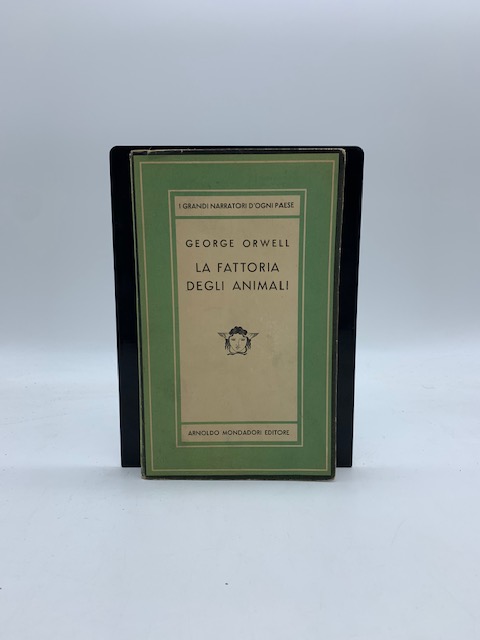 I GRANDI NARRATORI D'OGNI PAESE
GEORGE ORWELL
LA FATTORIA
DEGLI ANIMALI
ARNOLDO MONDADORI EDITORE